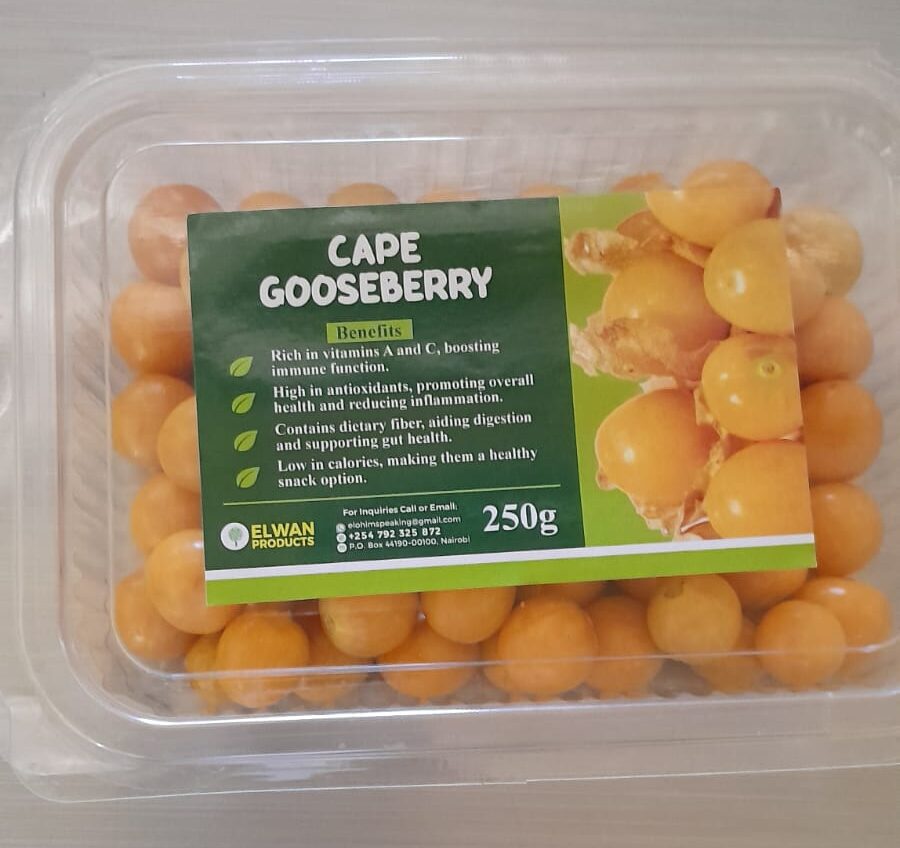 CAPE
GOOSEBERRY
Benefits
Rich in vitamins A and C, boosting
immune function.
High in antioxidants, promoting overall
health and reducing inflammation.
Contains dietary fiber, aiding digestion
and supporting gut health.
Low in calories, making them a healthy
snack option.
ELWAN
PRODUCTS
For Inquiries Call or Email:
elohimspeaking@gmail.com
+254 792 325 872
P.O. Box 44190-00100, Nairobi
250g